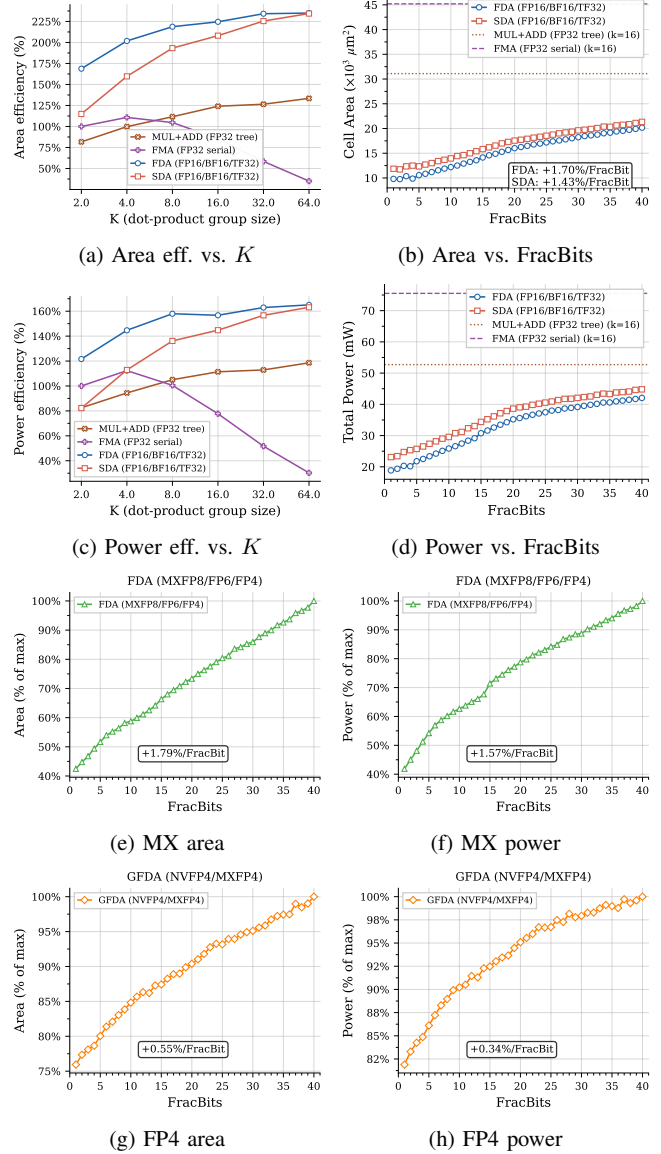 225%
200%
175%
150%
125%
100%
75%
50%
Area efficiency (%)
MUL+ADD (FP32 tree)
FMA (FP32 serial)
FDA (FP16/BF16/TF32)
SDA (FP16/BF16/TF32)
2.0 4.0 8.0 16.0 32.0 64.0
K (dot-product group size)
(a) Area eff. vs. K
45
40
35
30
25
20
15
10
Cell Area (×10³ μm²)
FDA (FP16/BF16/TF32)
SDA (FP16/BF16/TF32)
MUL+ADD (FP32 tree) (k=16)
FMA (FP32 serial) (k=16)
FDA: +1.70%/FracBit
SDA: +1.43%/FracBit
0 5 10 15 20 25 30 35 40
FracBits
(b) Area vs. FracBits
160%
140%
120%
100%
80%
60%
40%
Power efficiency (%)
MUL+ADD (FP32 tree)
FMA (FP32 serial)
FDA (FP16/BF16/TF32)
SDA (FP16/BF16/TF32)
2.0 4.0 8.0 16.0 32.0 64.0
K (dot-product group size)
(c) Power eff. vs. K
70
60
50
40
30
20
Total Power (mW)
FDA (FP16/BF16/TF32)
SDA (FP16/BF16/TF32)
MUL+ADD (FP32 tree) (k=16)
FMA (FP32 serial) (k=16)
0 5 10 15 20 25 30 35 40
FracBits
(d) Power vs. FracBits
FDA (MXFP8/FP6/FP4)
100%
90%
80%
70%
60%
50%
40%
Area (% of max)
FDA (MXFP8/FP6/FP4)
+1.79%/FracBit
0 5 10 15 20 25 30 35 40
FracBits
(e) MX area
FDA (MXFP8/FP6/FP4)
100%
90%
80%
70%
60%
50%
40%
Power (% of max)
FDA (MXFP8/FP6/FP4)
+1.57%/FracBit
0 5 10 15 20 25 30 35 40
FracBits
(f) MX power
GFDA (NVFP4/MXFP4)
100%
95%
90%
85%
80%
75%
Area (% of max)
GFDA (NVFP4/MXFP4)
+0.55%/FracBit
0 5 10 15 20 25 30 35 40
FracBits
(g) FP4 area
GFDA (NVFP4/MXFP4)
100%
98%
95%
92%
90%
88%
85%
82%
Power (% of max)
GFDA (NVFP4/MXFP4)
+0.34%/FracBit
0 5 10 15 20 25 30 35 40
FracBits
(h) FP4 power